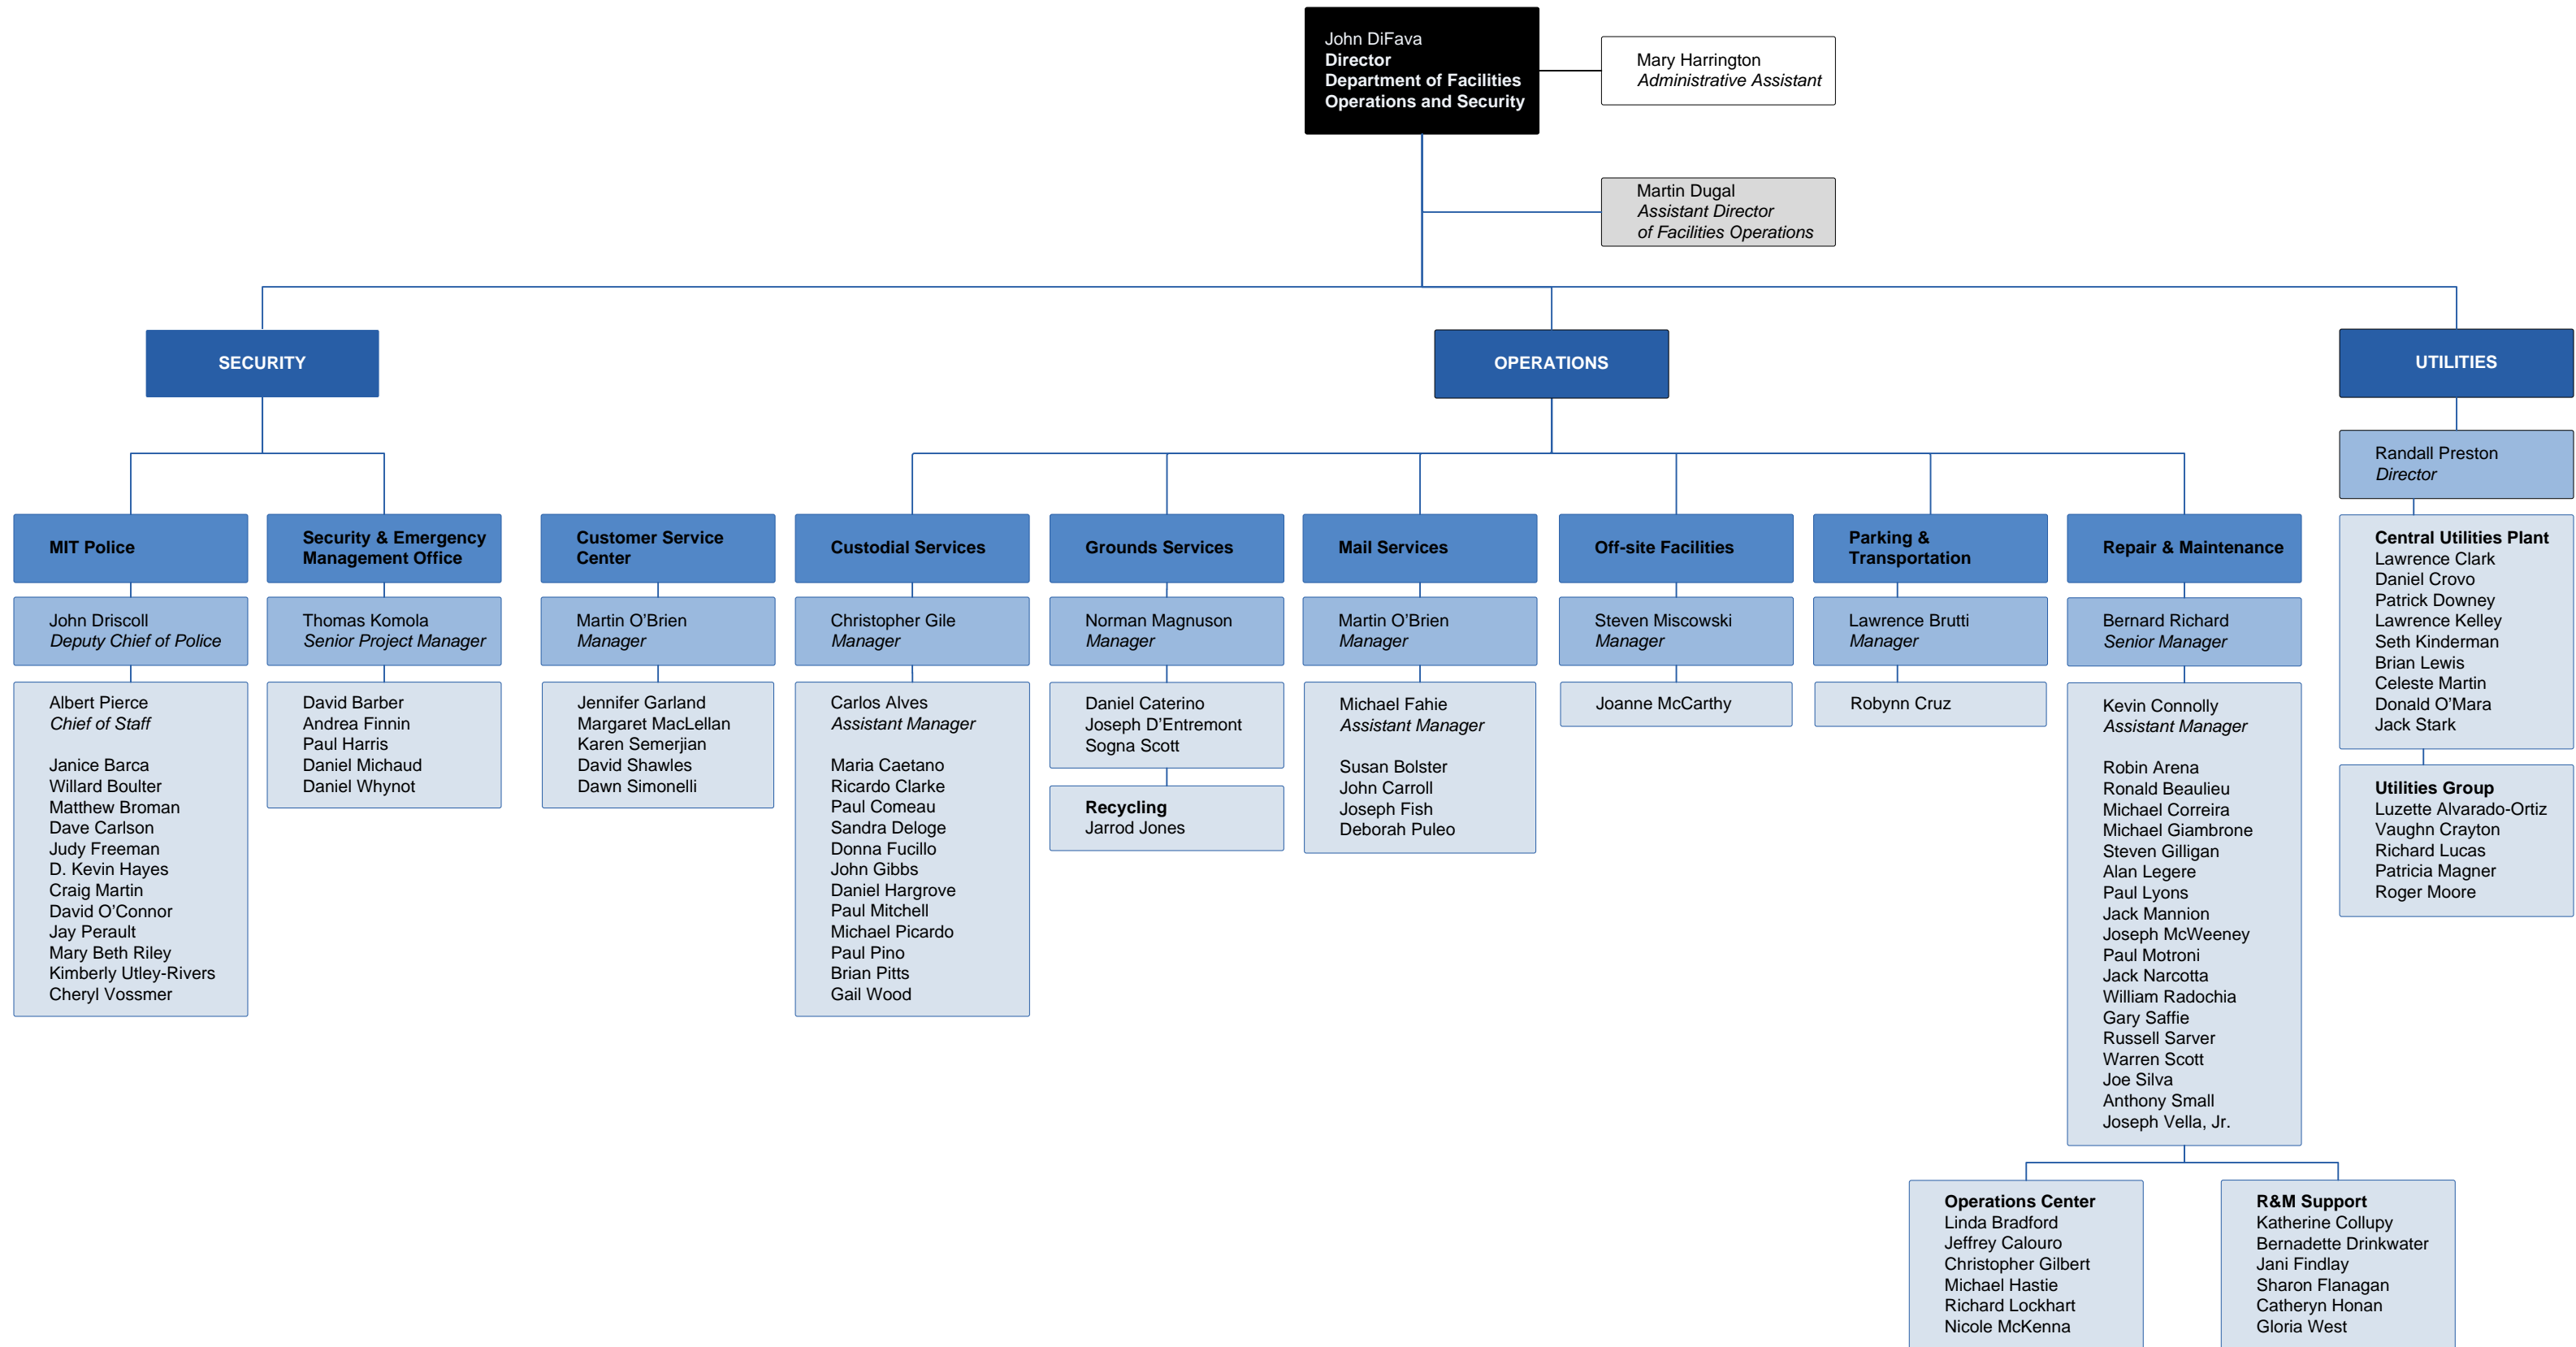 John DiFava
Director
Department of Facilities
Operations and Security
Mary Harrington
Administrative Assistant
Martin Dugal
Assistant Director
of Facilities Operations
SECURITY
OPERATIONS
UTILITIES
Randall Preston
Director
MIT Police
John Driscoll
Deputy Chief of Police
Albert Pierce
Chief of Staff
Janice Barca
Willard Boulter
Matthew Broman
Dave Carlson
Judy Freeman
D. Kevin Hayes
Craig Martin
David O’Connor
Jay Perault
Mary Beth Riley
Kimberly Utley-Rivers
Cheryl Vossmer
Security & Emergency
Management Office
Thomas Komola
Senior Project Manager
David Barber
Andrea Finnin
Paul Harris
Daniel Michaud
Daniel Whynot
Customer Service
Center
Martin O’Brien
Manager
Jennifer Garland
Margaret MacLellan
Karen Semerjian
David Shawles
Dawn Simonelli
Custodial Services
Christopher Gile
Manager
Carlos Alves
Assistant Manager
Maria Caetano
Ricardo Clarke
Paul Comeau
Sandra Deloge
Donna Fucillo
John Gibbs
Daniel Hargrove
Paul Mitchell
Michael Picardo
Paul Pino
Brian Pitts
Gail Wood
Grounds Services
Norman Magnuson
Manager
Daniel Caterino
Joseph D’Entremont
Sogna Scott
Recycling
Jarrod Jones
Mail Services
Martin O’Brien
Manager
Michael Fahie
Assistant Manager
Susan Bolster
John Carroll
Joseph Fish
Deborah Puleo
Off-site Facilities
Steven Miscowski
Manager
Joanne McCarthy
Parking &
Transportation
Lawrence Brutti
Manager
Robynn Cruz
Repair & Maintenance
Bernard Richard
Senior Manager
Kevin Connolly
Assistant Manager
Robin Arena
Ronald Beaulieu
Michael Correira
Michael Giambrone
Steven Gilligan
Alan Legere
Paul Lyons
Jack Mannion
Joseph McWeeney
Paul Motroni
Jack Narcotta
William Radochia
Gary Saffie
Russell Sarver
Warren Scott
Joe Silva
Anthony Small
Joseph Vella, Jr.
Operations Center
Linda Bradford
Jeffrey Calouro
Christopher Gilbert
Michael Hastie
Richard Lockhart
Nicole McKenna
R&M Support
Katherine Collupy
Bernadette Drinkwater
Jani Findlay
Sharon Flanagan
Catheryn Honan
Gloria West
Central Utilities Plant
Lawrence Clark
Daniel Crovo
Patrick Downey
Lawrence Kelley
Seth Kinderman
Brian Lewis
Celeste Martin
Donald O’Mara
Jack Stark
Utilities Group
Luzette Alvarado-Ortiz
Vaughn Crayton
Richard Lucas
Patricia Magner
Roger Moore